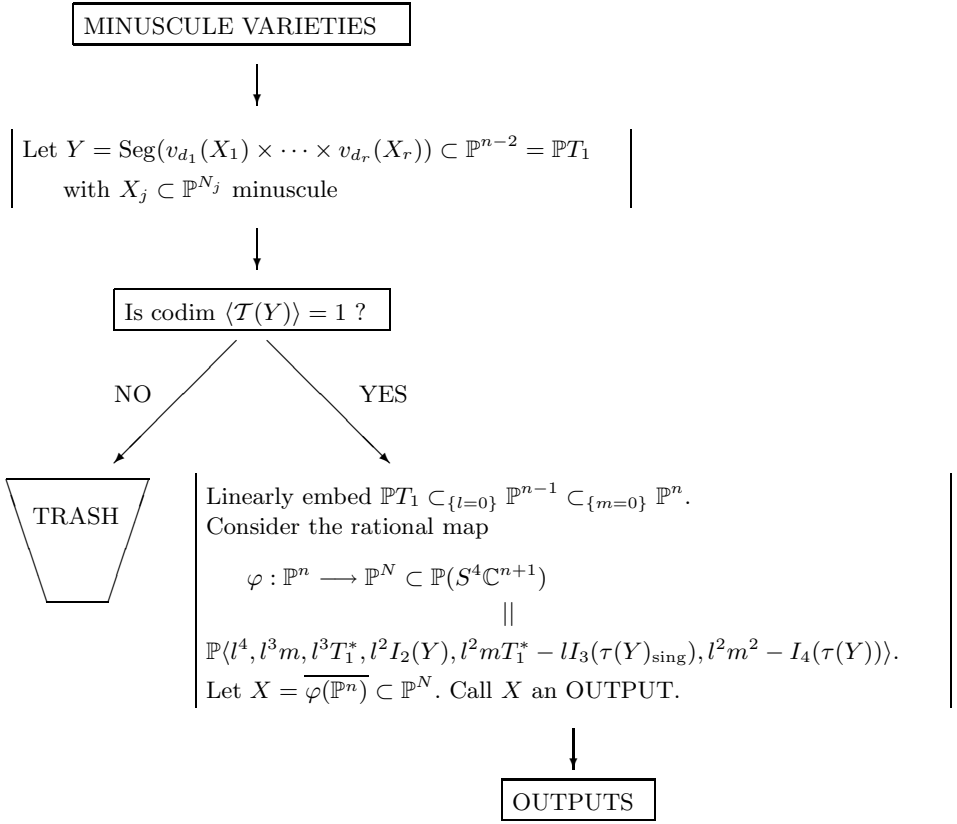 MINUSCULE VARIETIES
Let Y = Seg(v_{d_1}(X_1) × ⋯ × v_{d_r}(X_r)) ⊂ ℙ^{n−2} = ℙT_1
with X_j ⊂ ℙ^{N_j} minuscule
Is codim ⟨𝒯(Y)⟩ = 1 ?
NO
YES
TRASH
Linearly embed ℙT_1 ⊂_{{l=0}} ℙ^{n−1} ⊂_{{m=0}} ℙ^n.
Consider the rational map
φ : ℙ^n ⟶ ℙ^N ⊂ ℙ(S^4ℂ^{n+1})
||
ℙ⟨l^4, l^3m, l^3T_1^*, l^2I_2(Y), l^2mT_1^* − lI_3(τ(Y)_{sing}), l^2m^2 − I_4(τ(Y))⟩.
Let X = \overline{φ(ℙ^n)} ⊂ ℙ^N. Call X an OUTPUT.
OUTPUTS